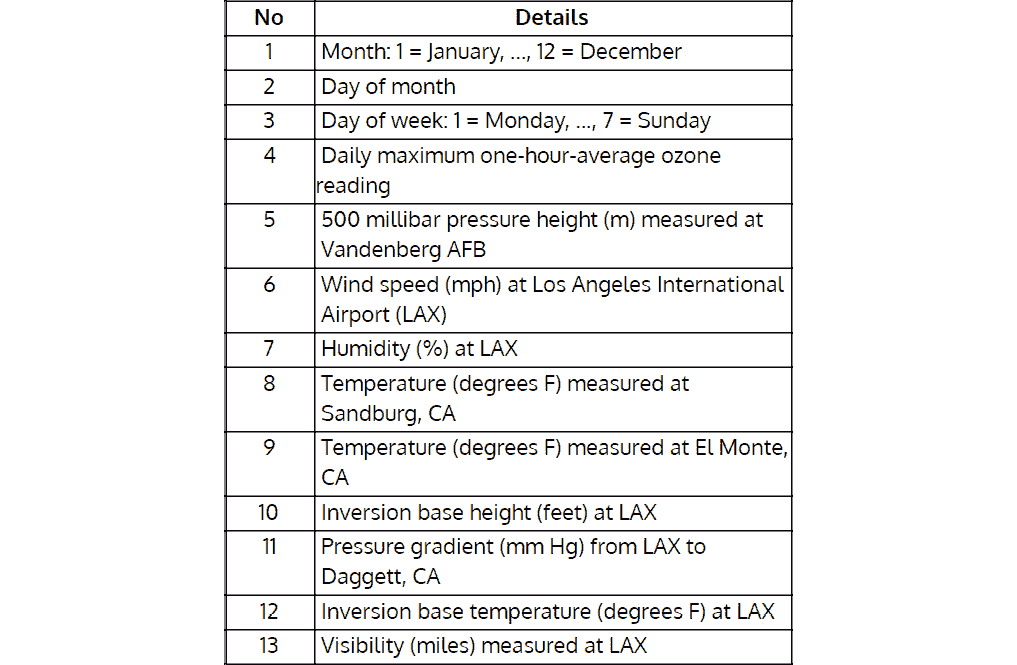 No Details
1 Month: 1 = January, ..., 12 = December
2 Day of month
3 Day of week: 1 = Monday, ..., 7 = Sunday
4 Daily maximum one-hour-average ozone
reading
5 500 millibar pressure height (m) measured at
Vandenberg AFB
6 Wind speed (mph) at Los Angeles International
Airport (LAX)
7 Humidity (%) at LAX
8 Temperature (degrees F) measured at
Sandburg, CA
9 Temperature (degrees F) measured at El Monte,
CA
10 Inversion base height (feet) at LAX
11 Pressure gradient (mm Hg) from LAX to
Daggett, CA
12 Inversion base temperature (degrees F) at LAX
13 Visibility (miles) measured at LAX